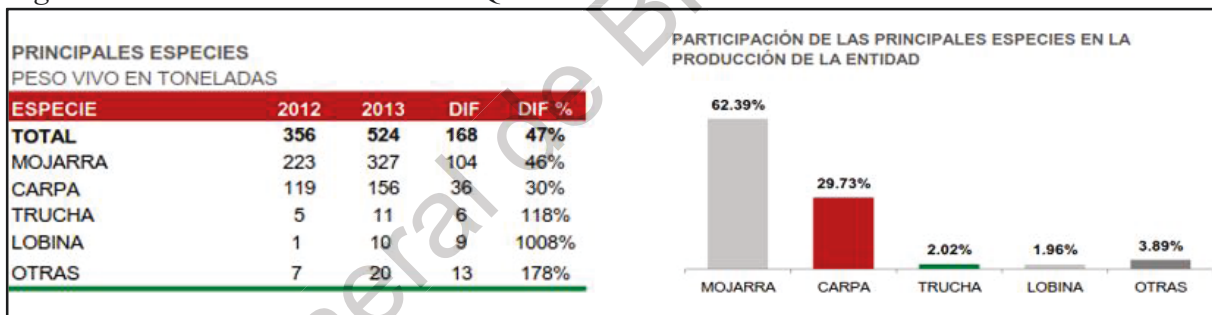 PRINCIPALES ESPECIES
PESO VIVO EN TONELADAS
ESPECIE 2012 2013 DIF DIF %
TOTAL 356 524 168 47%
MOJARRA 223 327 104 46%
CARPA 119 156 36 30%
TRUCHA 5 11 6 118%
LOBINA 1 10 9 1008%
OTRAS 7 20 13 178%
PARTICIPACIÓN DE LAS PRINCIPALES ESPECIES EN LA
PRODUCCIÓN DE LA ENTIDAD
62.39%
29.73%
2.02%
1.96%
3.89%
MOJARRA CARPA TRUCHA LOBINA OTRAS
eral de B